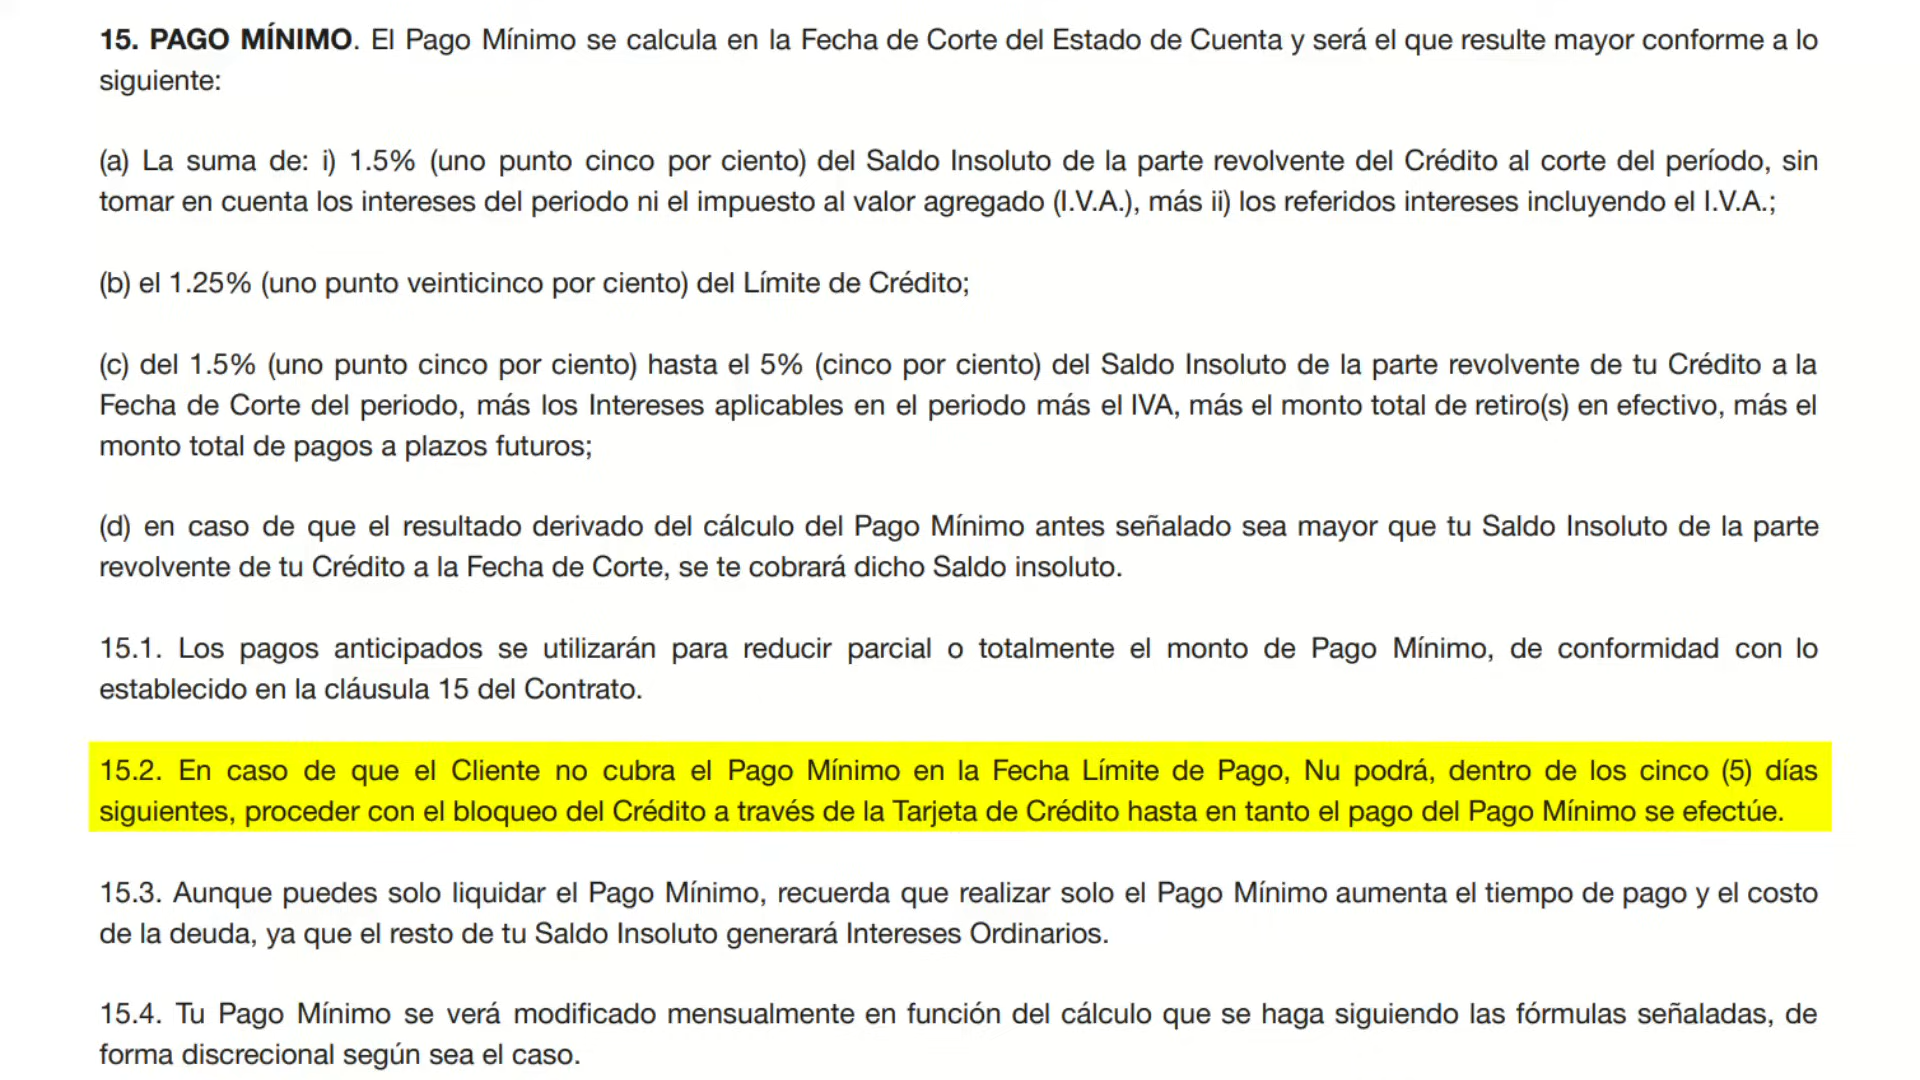 15. PAGO MÍNIMO. El Pago Mínimo se calcula en la Fecha de Corte del Estado de Cuenta y será el que resulte mayor conforme a lo
siguiente:
(a) La suma de: i) 1.5% (uno punto cinco por ciento) del Saldo Insoluto de la parte revolvente del Crédito al corte del período, sin
tomar en cuenta los intereses del periodo ni el impuesto al valor agregado (I.V.A.), más ii) los referidos intereses incluyendo el I.V.A.;
(b) el 1.25% (uno punto veinticinco por ciento) del Límite de Crédito;
(c) del 1.5% (uno punto cinco por ciento) hasta el 5% (cinco por ciento) del Saldo Insoluto de la parte revolvente de tu Crédito a la
Fecha de Corte del periodo, más los Intereses aplicables en el periodo más el IVA, más el monto total de retiro(s) en efectivo, más el
monto total de pagos a plazos futuros;
(d) en caso de que el resultado derivado del cálculo del Pago Mínimo antes señalado sea mayor que tu Saldo Insoluto de la parte
revolvente de tu Crédito a la Fecha de Corte, se te cobrará dicho Saldo insoluto.
15.1. Los pagos anticipados se utilizarán para reducir parcial o totalmente el monto de Pago Mínimo, de conformidad con lo
establecido en la cláusula 15 del Contrato.
15.2. En caso de que el Cliente no cubra el Pago Mínimo en la Fecha Límite de Pago, Nu podrá, dentro de los cinco (5) días
siguientes, proceder con el bloqueo del Crédito a través de la Tarjeta de Crédito hasta en tanto el pago del Pago Mínimo se efectúe.
15.3. Aunque puedes solo liquidar el Pago Mínimo, recuerda que realizar solo el Pago Mínimo aumenta el tiempo de pago y el costo
de la deuda, ya que el resto de tu Saldo Insoluto generará Intereses Ordinarios.
15.4. Tu Pago Mínimo se verá modificado mensualmente en función del cálculo que se haga siguiendo las fórmulas señaladas, de
forma discrecional según sea el caso.